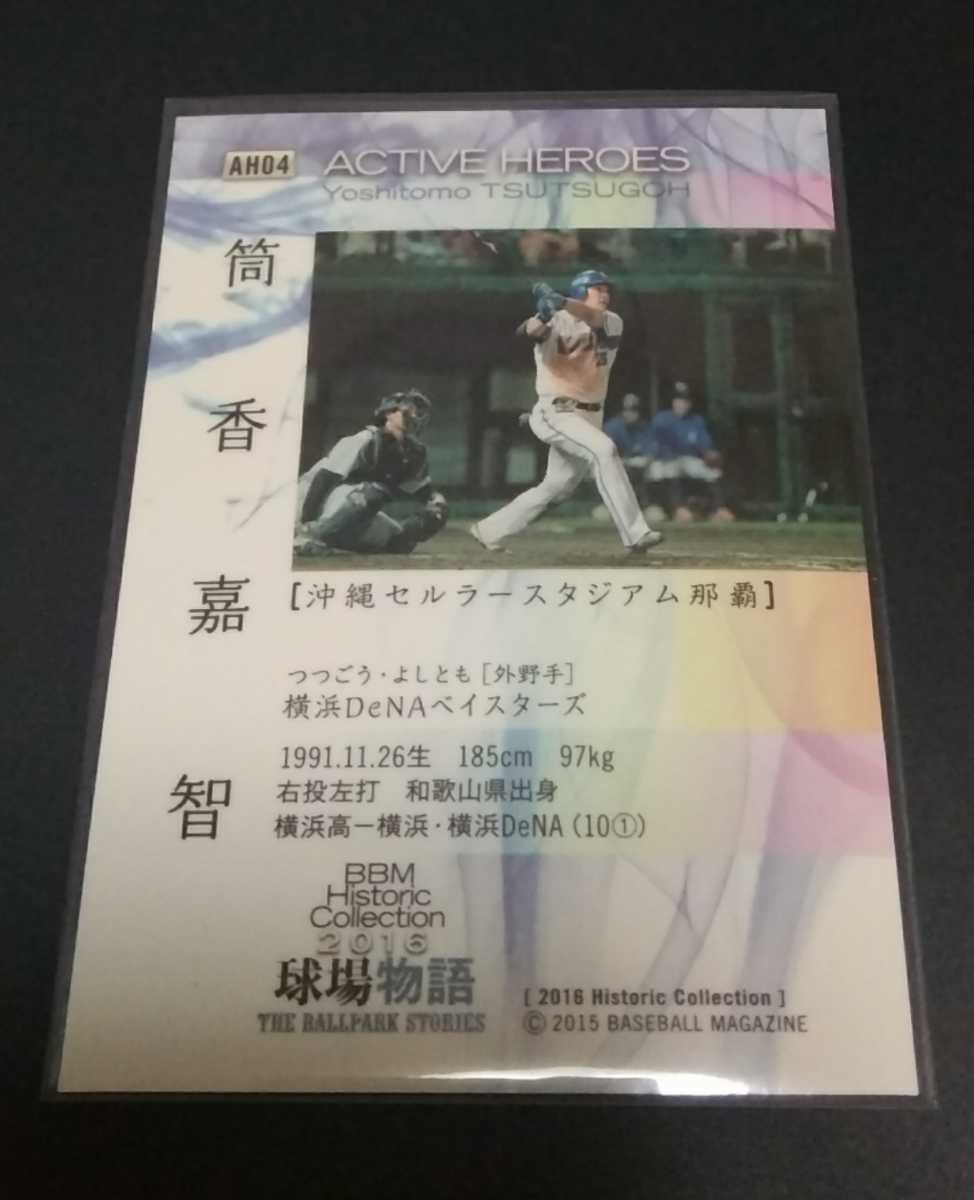 AH04 ACTIVE HEROES
Yoshitomo TSUTSUGOH
筒香嘉智
[沖縄セルラースタジアム那覇]
つつごう・よしとも[外野手]
横浜DeNAベイスターズ
1991.11.26生 185cm 97kg
右投左打 和歌山県出身
横浜高ー横浜・横浜DeNA(10①)
BBM
Historic
Collection
2016
球場物語
THE BALLPARK STORIES
[ 2016 Historic Collection ]
© 2015 BASEBALL MAGAZINE